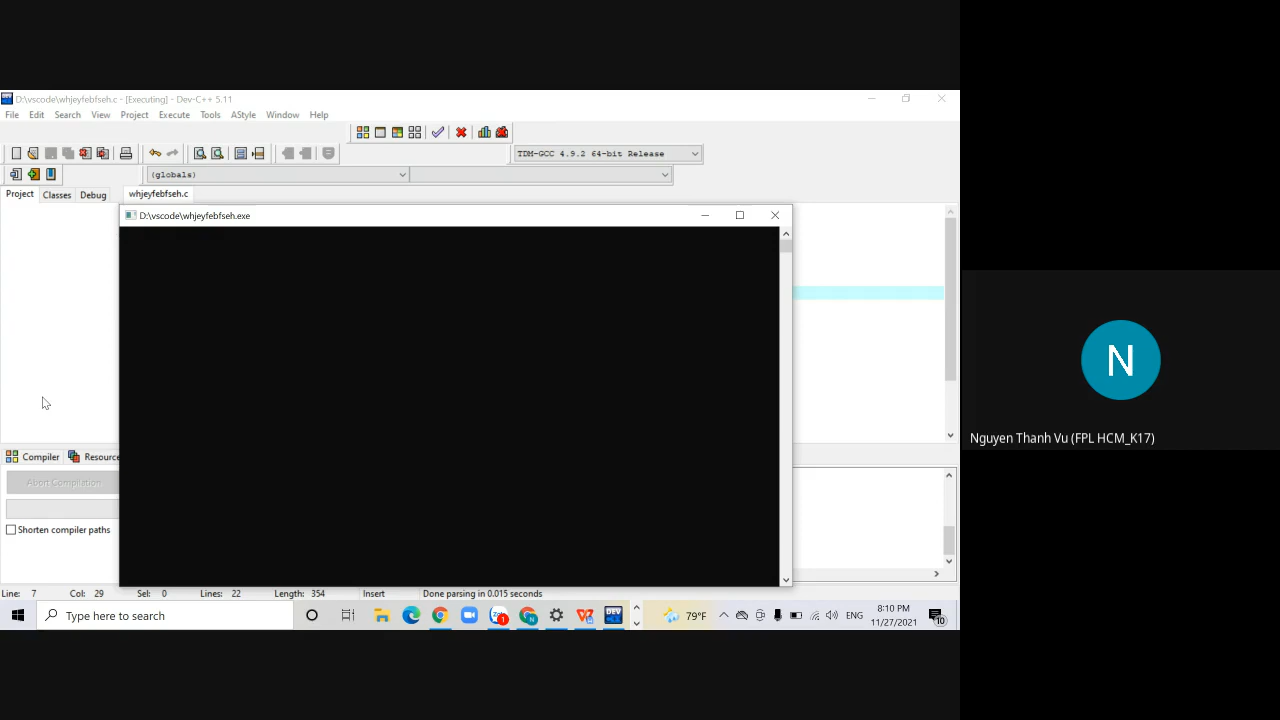 D:\vscode\whjeyfebfseh.c - [Executing] - Dev-C++ 5.11
File Edit Search View Project Execute Tools AStyle Window Help
TDM-GCC 4.9.2 64-bit Release
(globals)
Project Classes Debug whjeyfebfseh.c
D:\vscode\whjeyfebfseh.exe
N
Nguyen Thanh Vu (FPL HCM_K17)
Compiler Resource
Abort Compilation
Shorten compiler paths
Line: 7 Col: 29 Sel: 0 Lines: 22 Length: 354 Insert Done parsing in 0.015 seconds
Type here to search 79°F ENG 8:10 PM
11/27/2021 10